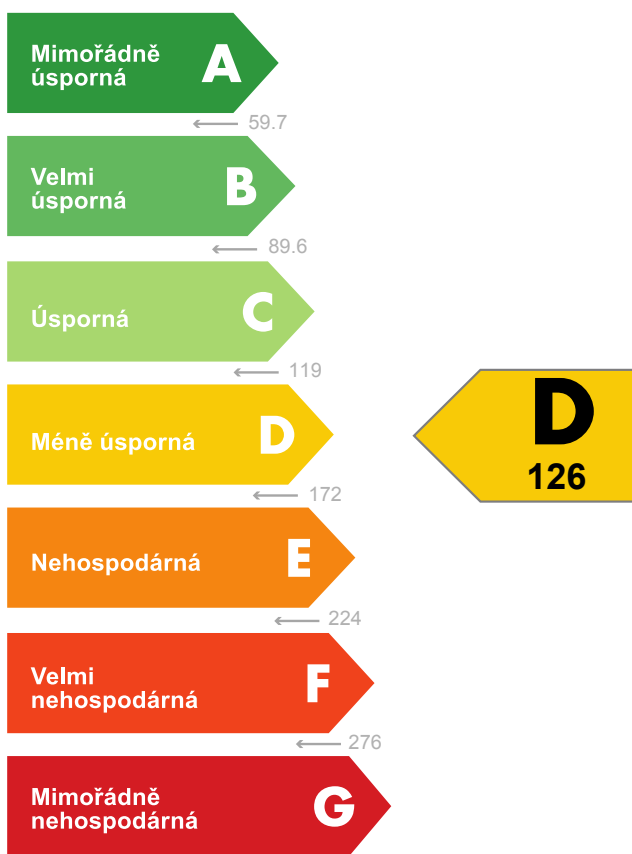 Mimořádně
úsporná
A
59.7
Velmi
úsporná
B
89.6
Úsporná
C
119
Méně úsporná
D
172
D
126
Nehospodárná
E
224
Velmi
nehospodárná
F
276
Mimořádně
nehospodárná
G